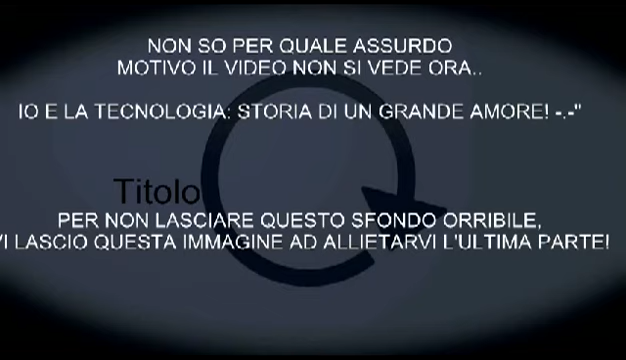 NON SO PER QUALE ASSURDO
MOTIVO IL VIDEO NON SI VEDE ORA..
IO E LA TECNOLOGIA: STORIA DI UN GRANDE AMORE! -.-"
Titolo
PER NON LASCIARE QUESTO SFONDO ORRIBILE,
VI LASCIO QUESTA IMMAGINE AD ALLIETARVI L'ULTIMA PARTE!